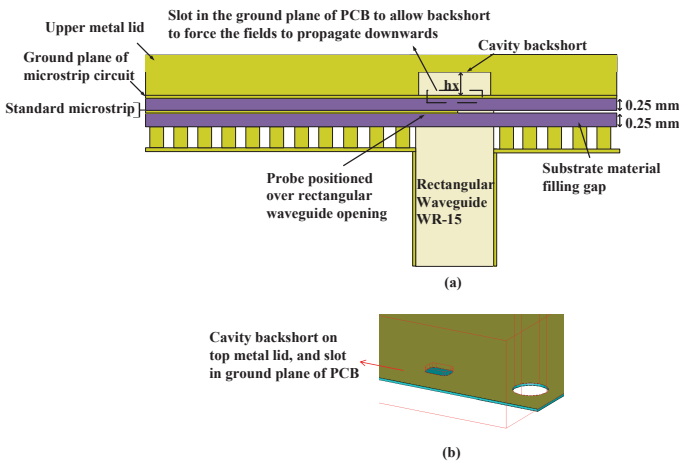 Slot in the ground plane of PCB to allow backshort
to force the fields to propagate downwards
Upper metal lid
Cavity backshort
Ground plane of
microstrip circuit
hx
Standard microstrip
0.25 mm
0.25 mm
Probe positioned
over rectangular
waveguide opening
Rectangular
Waveguide
WR-15
Substrate material
filling gap
(a)
Cavity backshort on
top metal lid, and slot
in ground plane of PCB
(b)